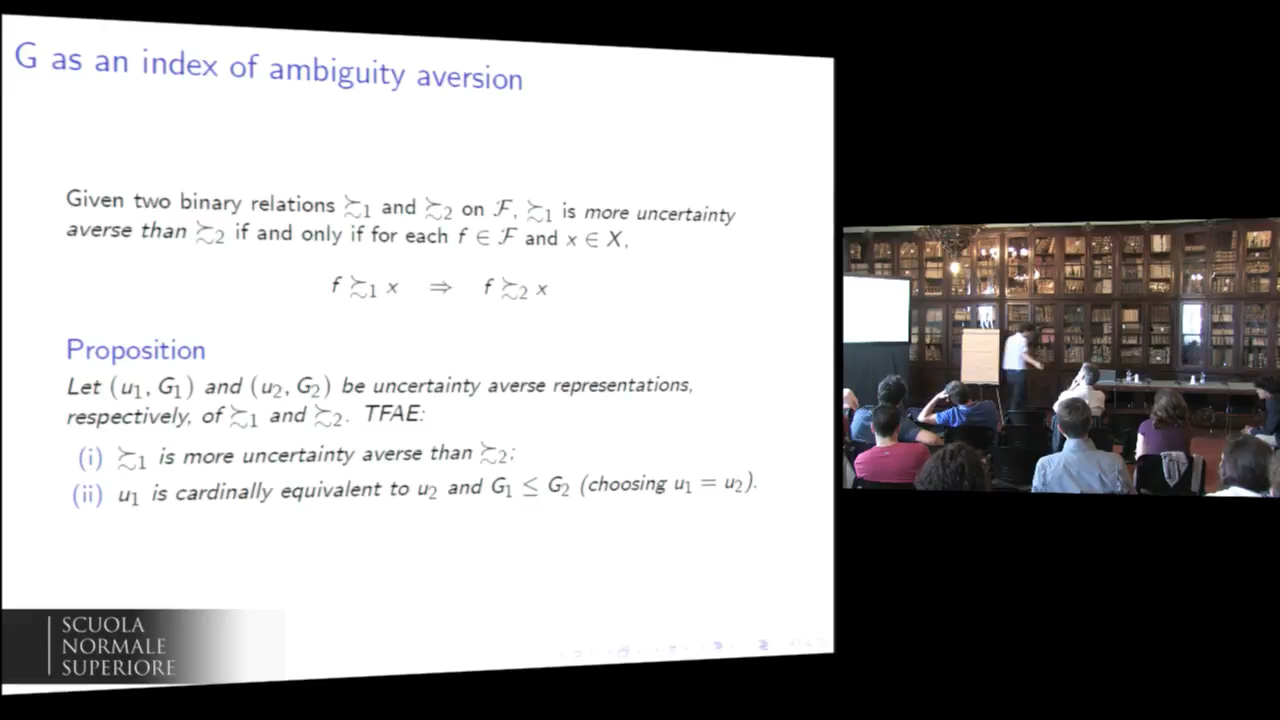 G as an index of ambiguity aversion
Given two binary relations ≿₁ and ≿₂ on ℱ, ≿₁ is more uncertainty
averse than ≿₂ if and only if for each f ∈ ℱ and x ∈ X,
f ≿₁ x ⇒ f ≿₂ x
Proposition
Let (u₁, G₁) and (u₂, G₂) be uncertainty averse representations,
respectively, of ≿₁ and ≿₂. TFAE:
(i) ≿₁ is more uncertainty averse than ≿₂;
(ii) u₁ is cardinally equivalent to u₂ and G₁ ≤ G₂ (choosing u₁ = u₂).
SCUOLA
NORMALE
SUPERIORE